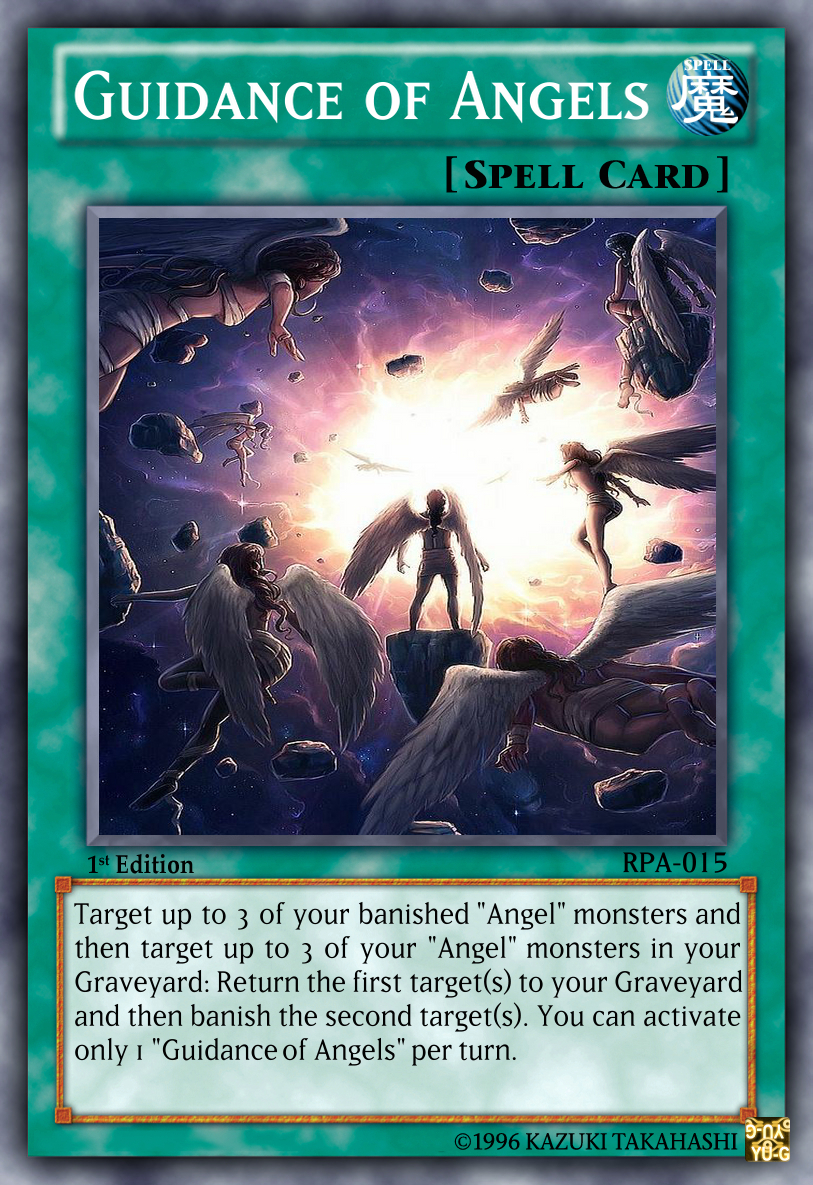 Guidance of Angels
SPELL
魔
[Spell Card]
1st Edition
RPA-015
Target up to 3 of your banished "Angel" monsters and
then target up to 3 of your "Angel" monsters in your
Graveyard: Return the first target(s) to your Graveyard
and then banish the second target(s). You can activate
only 1 "Guidance of Angels" per turn.
©1996 KAZUKI TAKAHASHI